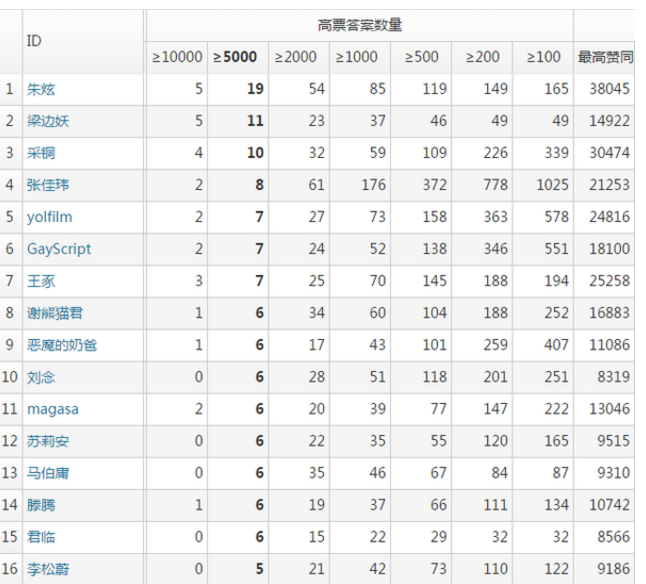 ID 高票答案数量
≥10000 ≥5000 ≥2000 ≥1000 ≥500 ≥200 ≥100 最高赞同
1 朱炫 5 19 54 85 119 149 165 38045
2 梁边妖 5 11 23 37 46 49 49 14922
3 采铜 4 10 32 59 109 226 339 30474
4 张佳玮 2 8 61 176 372 778 1025 21253
5 yolfilm 2 7 27 73 158 363 578 24816
6 GayScript 2 7 24 52 138 346 551 18100
7 王豖 3 7 25 70 145 188 194 25258
8 谢熊猫君 1 6 34 60 104 188 252 16883
9 恶魔的奶爸 1 6 17 43 101 259 407 11086
10 刘念 0 6 28 51 118 201 251 8319
11 magasa 2 6 20 39 77 147 222 13046
12 苏莉安 0 6 22 35 55 120 165 9515
13 马伯庸 0 6 35 46 67 84 87 9310
14 滕腾 1 6 19 37 66 111 134 10742
15 君临 0 6 15 22 29 32 32 8566
16 李松蔚 0 5 21 42 73 110 122 9186